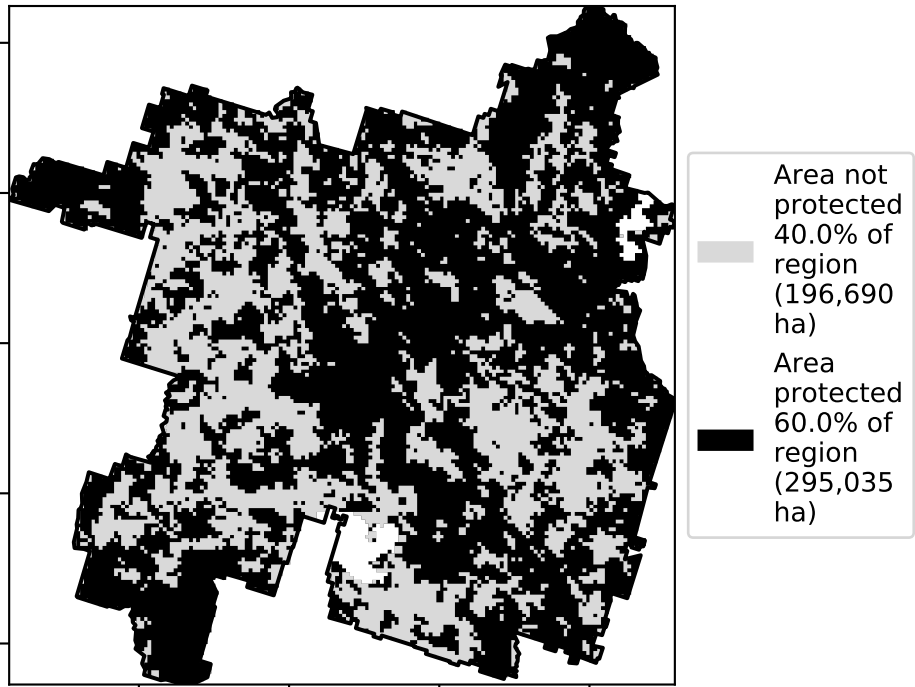 Area not
protected
40.0% of
region
(196,690
ha)
Area
protected
60.0% of
region
(295,035
ha)